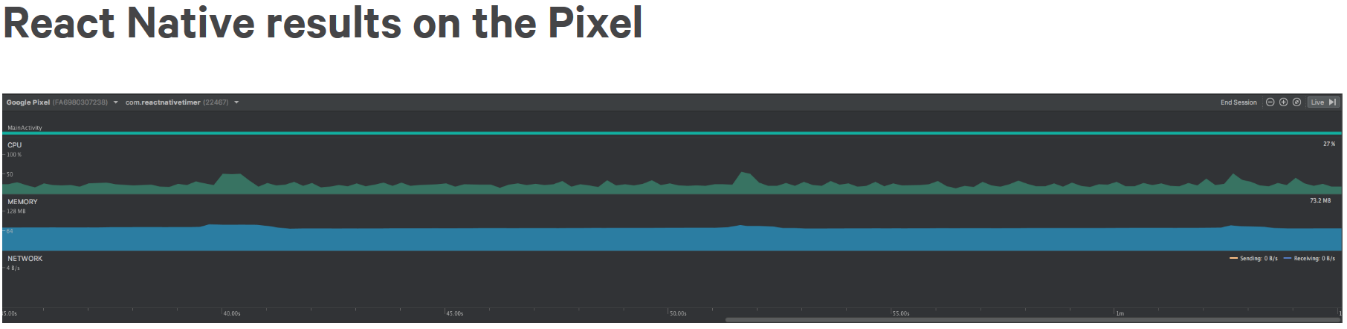 React Native results on the Pixel
Google Pixel (FA6980307238) com.reactnativetimer (22467) End Session Live
MainActivity
CPU 27 %
100 %
50
MEMORY 73.2 MB
128 MB
64
NETWORK Sending: 0 B/s Receiving: 0 B/s
4 B/s
40.00s 45.00s 50.00s 55.00s 1m